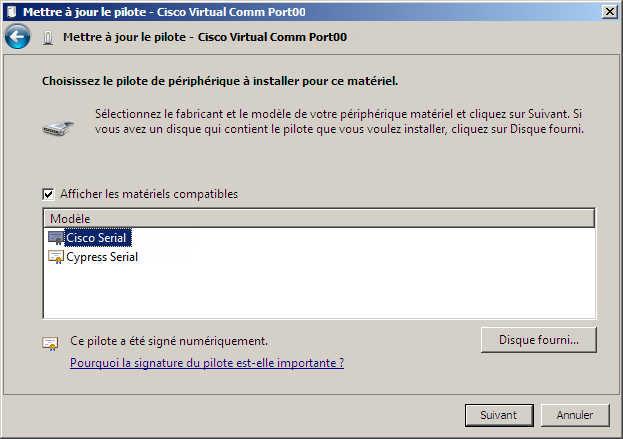 Mettre à jour le pilote - Cisco Virtual Comm Port00
Mettre à jour le pilote - Cisco Virtual Comm Port00
Choisissez le pilote de périphérique à installer pour ce matériel.
Sélectionnez le fabricant et le modèle de votre périphérique matériel et cliquez sur Suivant. Si
vous avez un disque qui contient le pilote que vous voulez installer, cliquez sur Disque fourni.
Afficher les matériels compatibles
Modèle
Cisco Serial
Cypress Serial
Ce pilote a été signé numériquement.
Disque fourni...
Pourquoi la signature du pilote est-elle importante ?
Suivant
Annuler